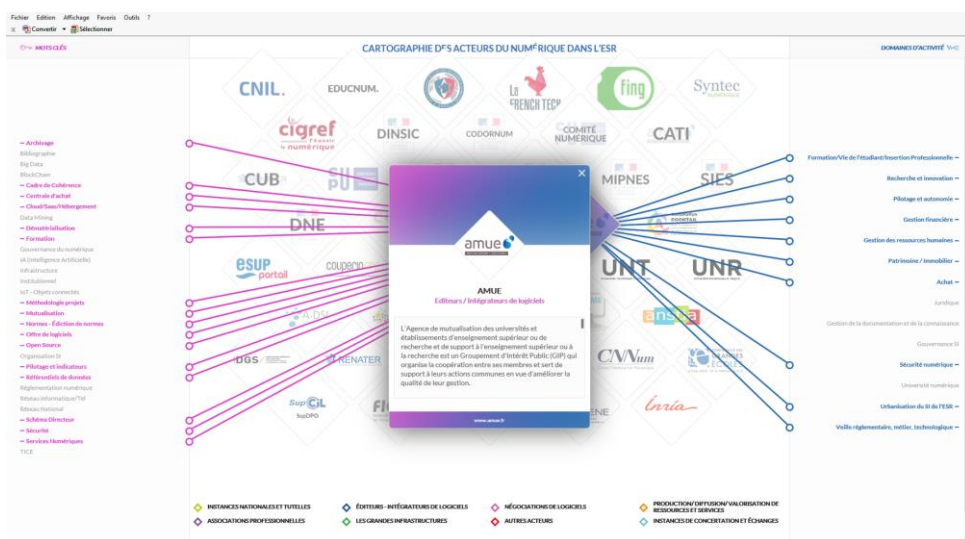 Fichier Edition Affichage Favoris Outils ?
x Convertir Sélectionner
MOTS CLÉS
CARTOGRAPHIE DES ACTEURS DU NUMÉRIQUE DANS L'ESR
DOMAINES D'ACTIVITÉ
CNIL.
EDUCNUM.
La FRENCH TECH
fing
Syntec
NUMÉRIQUE
cigref
Réussir
le numérique
DINSIC
CODORNUM
COMITÉ
NUMÉRIQUE
CATI
CUB
MIPNES
SIES
DNE
esup
portail
UNT
UNR
A-DSI
DGS
RENATER
CNNum
GRANDES
ÉCOLES
SupCiL
SupDPO
Inria
– Archivage
Bibliographie
Big Data
BlockChain
– Cadre de Cohérence
– Centrale d'achat
– Cloud/Saas/Hébergement
Data Mining
– Dématérialisation
– Formation
Gouvernance du numérique
IA (Intelligence Artificielle)
Infrastructure
Institutionnel
IoT - Objets connectés
– Méthodologie projets
– Mutualisation
– Normes - Édiction de normes
– Offre de logiciels
– Open Source
Organisation SI
– Pilotage et indicateurs
– Référentiels de données
Réglementation numérique
Réseau informatique/Tel
Réseau National
– Schéma Directeur
– Sécurité
– Services Numériques
TICE
amue
AMUE
Editeurs / Intégrateurs de logiciels
L'Agence de mutualisation des universités et
établissements d'enseignement supérieur ou de
recherche et de support à l'enseignement supérieur ou à
la recherche est un Groupement d'Intérêt Public (GIP) qui
organise la coopération entre ses membres et sert de
support à leurs actions communes en vue d'améliorer la
qualité de leur gestion.
www.amue.fr
Formation/Vie de l'étudiant/Insertion Professionnelle –
Recherche et innovation –
Pilotage et autonomie –
Gestion financière –
Gestion des ressources humaines –
Patrimoine / Immobilier –
Achat –
Juridique
Gestion de la documentation et de la connaissance
Gouvernance SI
Sécurité numérique –
Université numérique
Urbanisation du SI de l'ESR –
Veille réglementaire, métier, technologique –
INSTANCES NATIONALES ET TUTELLES
ÉDITEURS - INTÉGRATEURS DE LOGICIELS
NÉGOCIATIONS DE LOGICIELS
PRODUCTION/ DIFFUSION/ VALORISATION DE
RESSOURCES ET SERVICES
ASSOCIATIONS PROFESSIONNELLES
LES GRANDES INFRASTRUCTURES
AUTRES ACTEURS
INSTANCES DE CONCERTATION ET ÉCHANGES